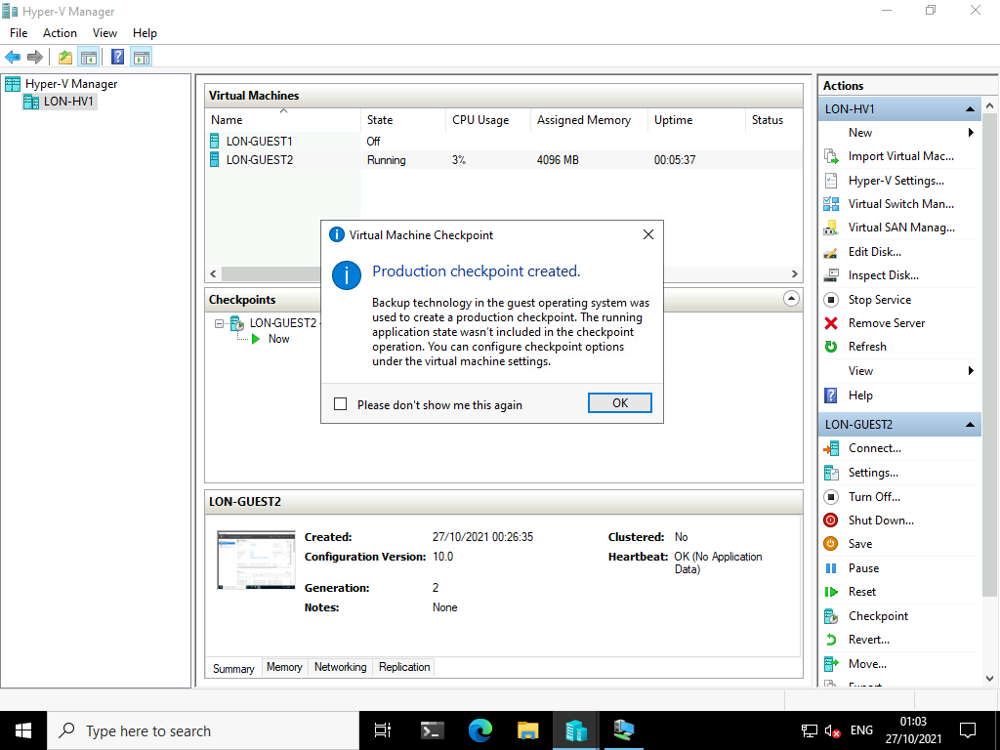 Hyper-V Manager
File Action View Help
Hyper-V Manager
LON-HV1
Virtual Machines
Name State CPU Usage Assigned Memory Uptime Status
LON-GUEST1 Off
LON-GUEST2 Running 3% 4096 MB 00:05:37
Checkpoints
LON-GUEST2
Now
Virtual Machine Checkpoint
Production checkpoint created.
Backup technology in the guest operating system was
used to create a production checkpoint. The running
application state wasn't included in the checkpoint
operation. You can configure checkpoint options
under the virtual machine settings.
Please don't show me this again
OK
LON-GUEST2
Created: 27/10/2021 00:26:35 Clustered: No
Configuration Version: 10.0 Heartbeat: OK (No Application
Data)
Generation: 2
Notes: None
Summary Memory Networking Replication
Actions
LON-HV1
New
Import Virtual Mac...
Hyper-V Settings...
Virtual Switch Man...
Virtual SAN Manag...
Edit Disk...
Inspect Disk...
Stop Service
Remove Server
Refresh
View
Help
LON-GUEST2
Connect...
Settings...
Turn Off...
Shut Down...
Save
Pause
Reset
Checkpoint
Revert...
Move...
Type here to search
ENG
01:03
27/10/2021